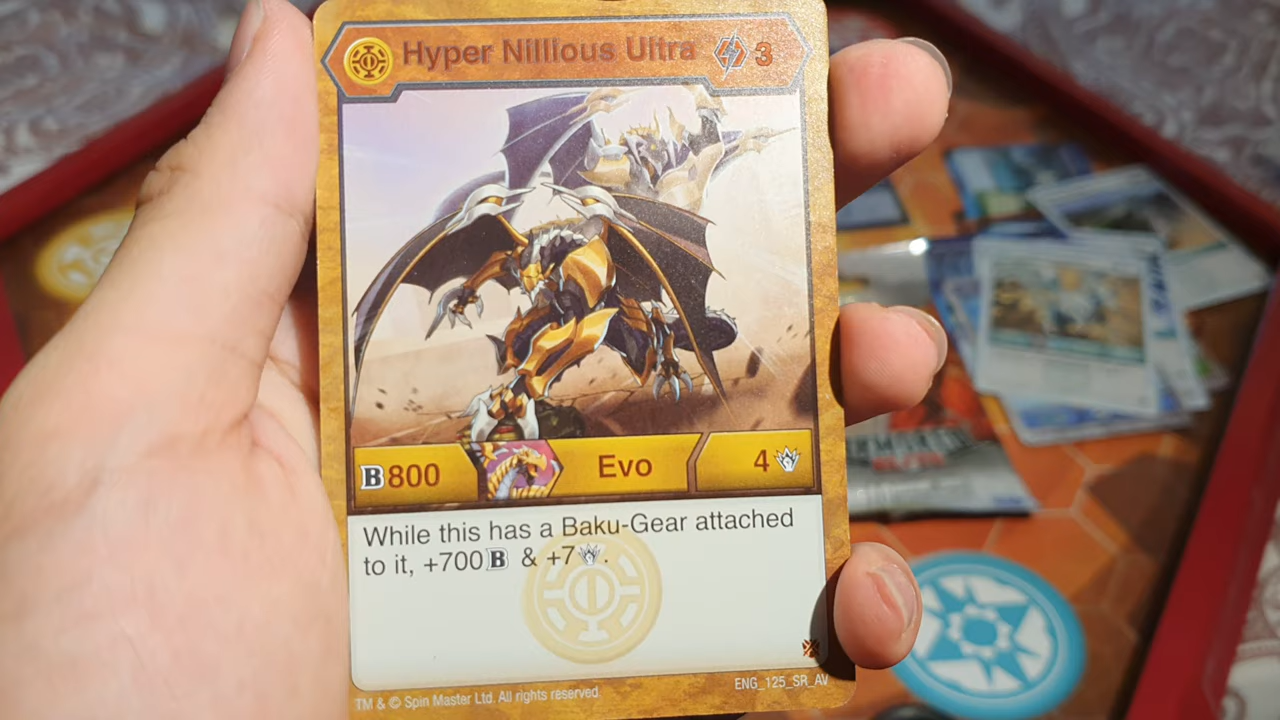 Hyper Nillious Ultra 3
B 800 Evo 4
While this has a Baku-Gear attached
to it, +700 B & +7.
TM & © Spin Master Ltd. All rights reserved.
ENG_125_SR_AV